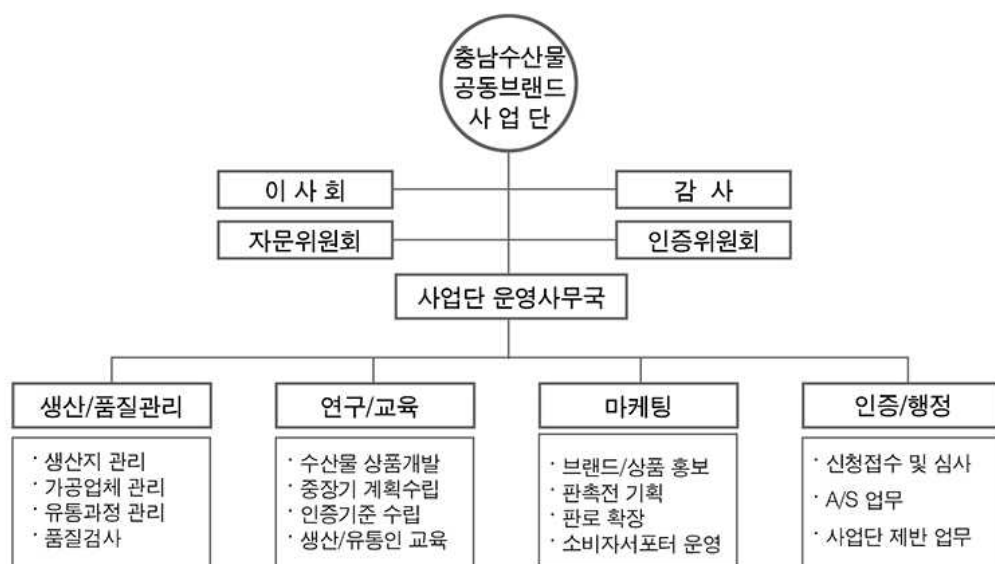 충남수산물
공동브랜드
사 업 단
이 사 회
감 사
자문위원회
인증위원회
사업단 운영사무국
생산/품질관리
연구/교육
마케팅
인증/행정
· 생산지 관리
· 가공업체 관리
· 유통과정 관리
· 품질검사
· 수산물 상품개발
· 중장기 계획수립
· 인증기준 수립
· 생산/유통인 교육
· 브랜드/상품 홍보
· 판촉전 기획
· 판로 확장
· 소비자서포터 운영
· 신청접수 및 심사
· A/S 업무
· 사업단 제반 업무